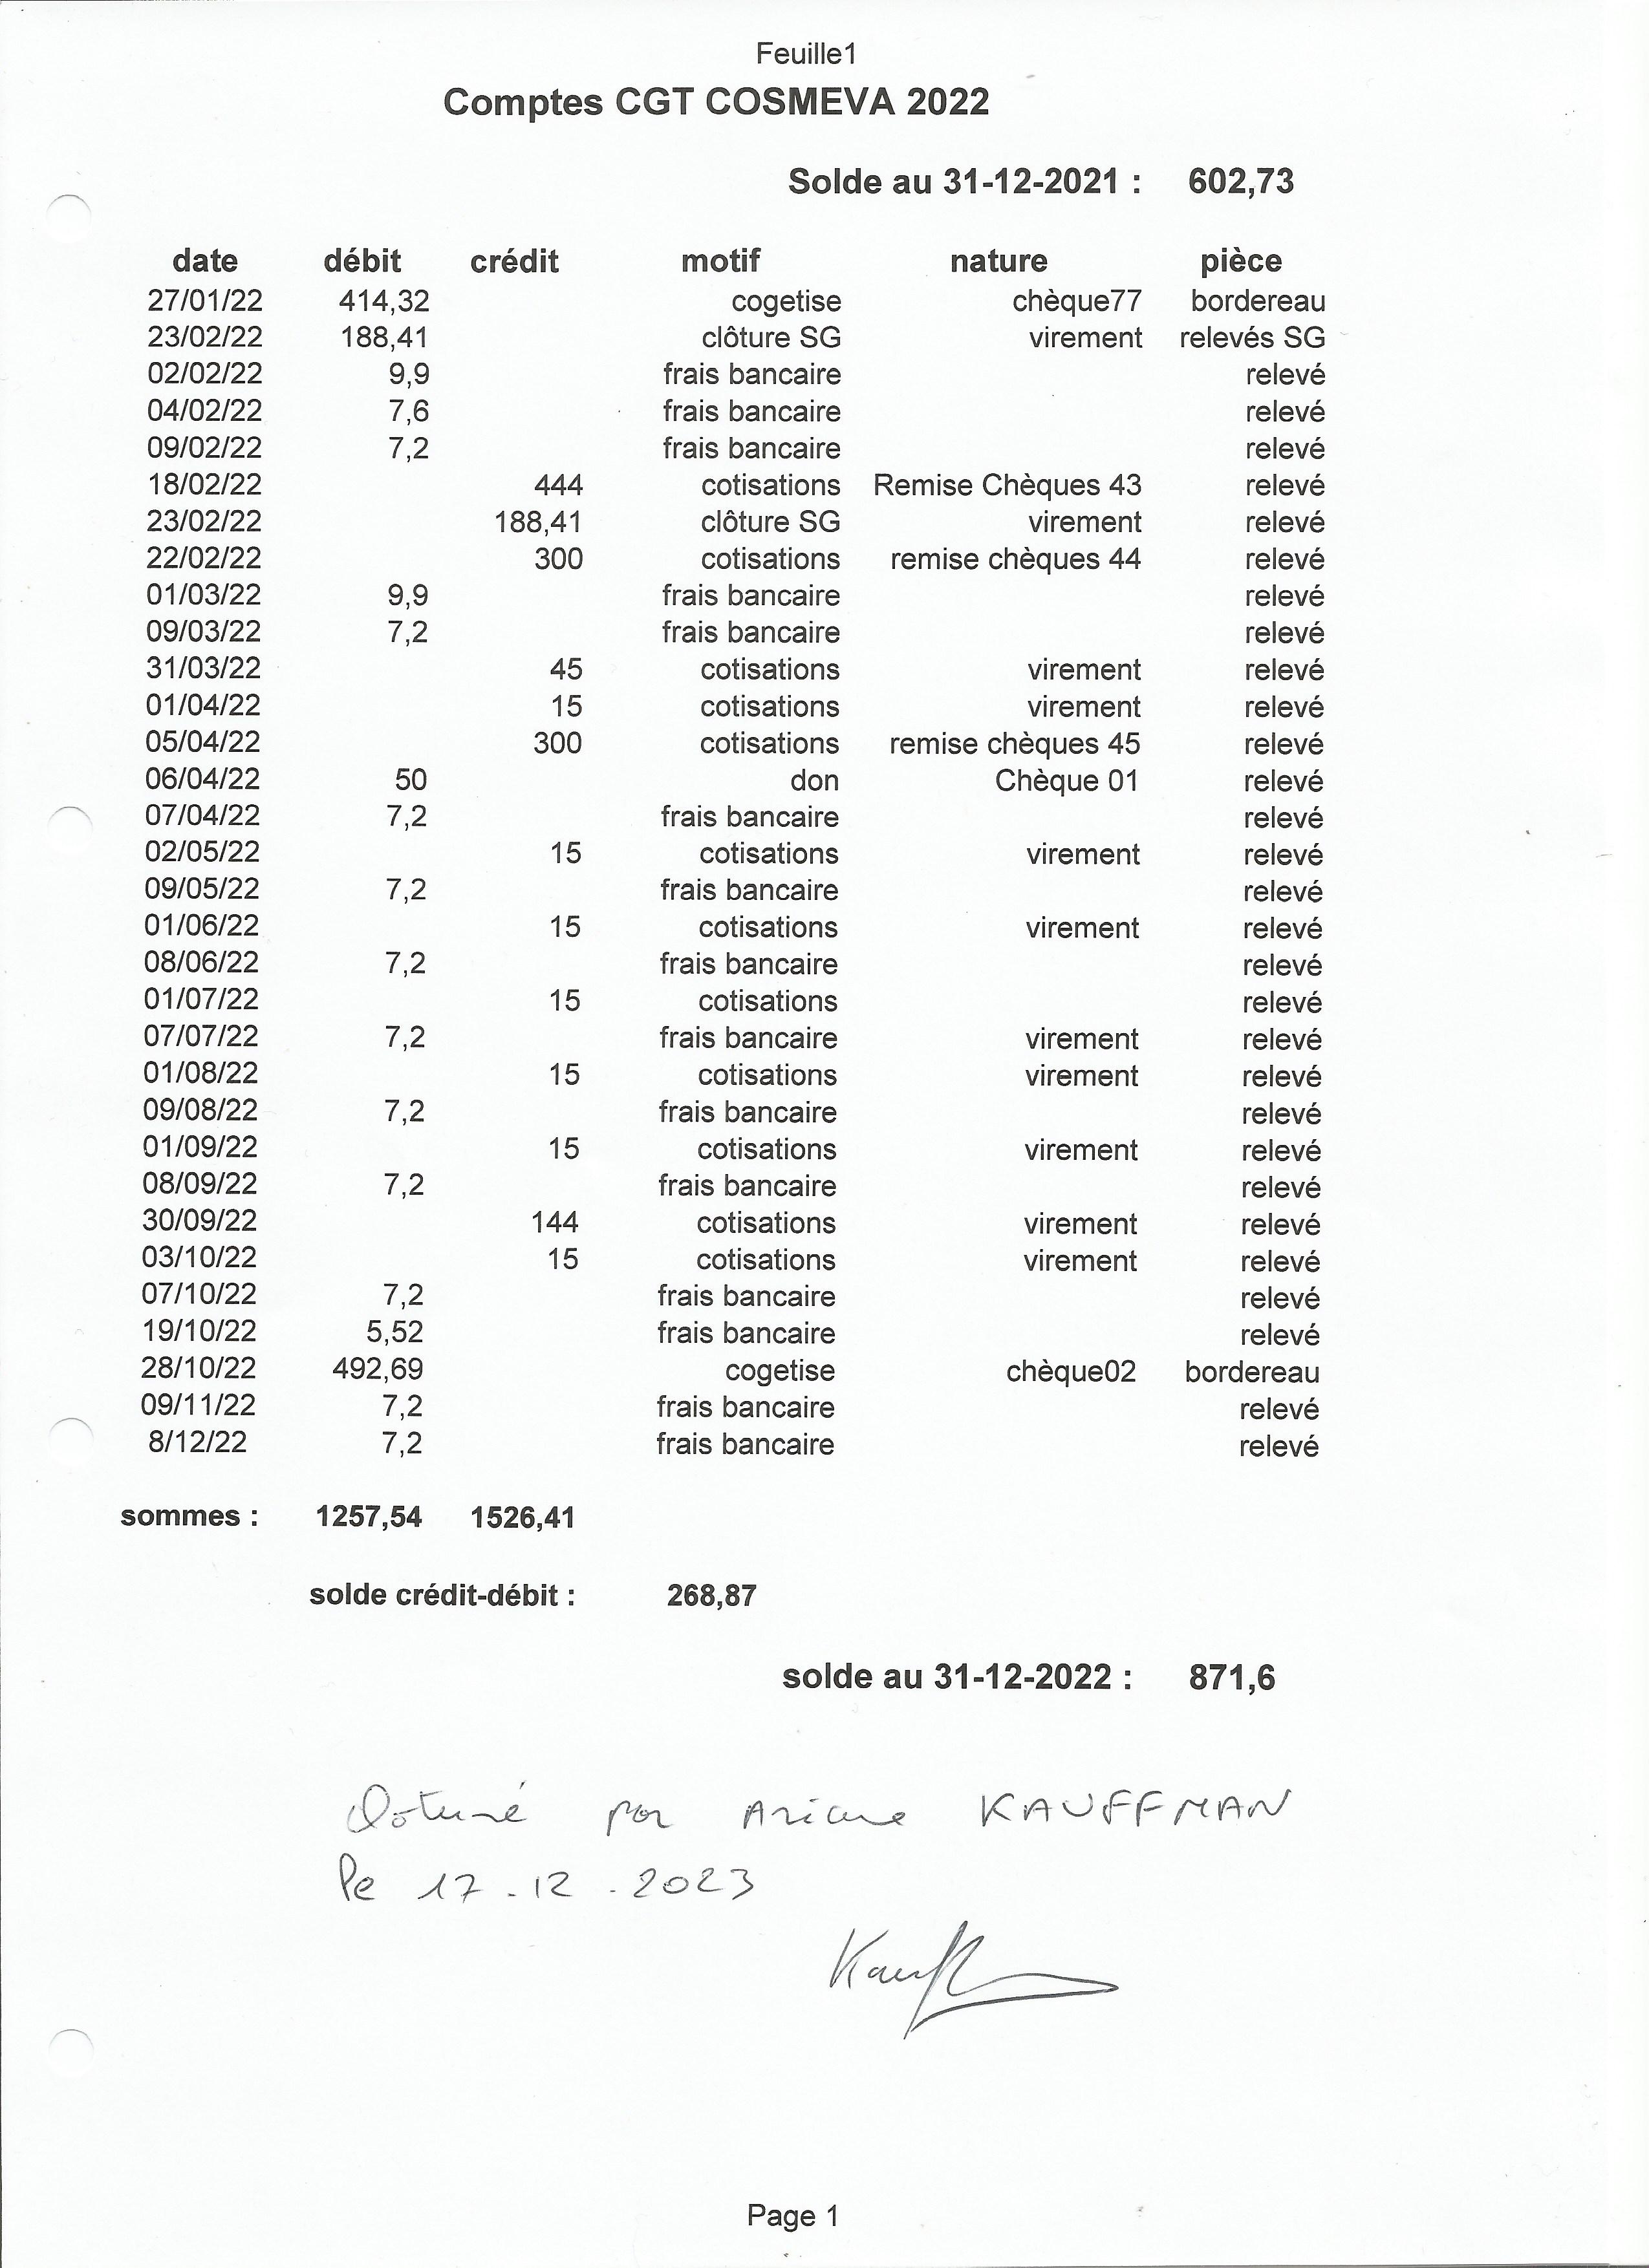 Feuille1
Comptes CGT COSMEVA 2022
Solde au 31-12-2021 : 602,73
date débit crédit motif nature pièce
27/01/22 414,32 cogetise chèque77 bordereau
23/02/22 188,41 clôture SG virement relevés SG
02/02/22 9,9 frais bancaire relevé
04/02/22 7,6 frais bancaire relevé
09/02/22 7,2 frais bancaire relevé
18/02/22 444 cotisations Remise Chèques 43 relevé
23/02/22 188,41 clôture SG virement relevé
22/02/22 300 cotisations remise chèques 44 relevé
01/03/22 9,9 frais bancaire relevé
09/03/22 7,2 frais bancaire relevé
31/03/22 45 cotisations virement relevé
01/04/22 15 cotisations virement relevé
05/04/22 300 cotisations remise chèques 45 relevé
06/04/22 50 don Chèque 01 relevé
07/04/22 7,2 frais bancaire relevé
02/05/22 15 cotisations virement relevé
09/05/22 7,2 frais bancaire relevé
01/06/22 15 cotisations virement relevé
08/06/22 7,2 frais bancaire relevé
01/07/22 15 cotisations relevé
07/07/22 7,2 frais bancaire virement relevé
01/08/22 15 cotisations virement relevé
09/08/22 7,2 frais bancaire relevé
01/09/22 15 cotisations virement relevé
08/09/22 7,2 frais bancaire relevé
30/09/22 144 cotisations virement relevé
03/10/22 15 cotisations virement relevé
07/10/22 7,2 frais bancaire relevé
19/10/22 5,52 frais bancaire relevé
28/10/22 492,69 cogetise chèque02 bordereau
09/11/22 7,2 frais bancaire relevé
8/12/22 7,2 frais bancaire relevé
sommes : 1257,54 1526,41
solde crédit-débit : 268,87
solde au 31-12-2022 : 871,6
par Ariane KAUFFMAN
le 17.12.2023
Page 1